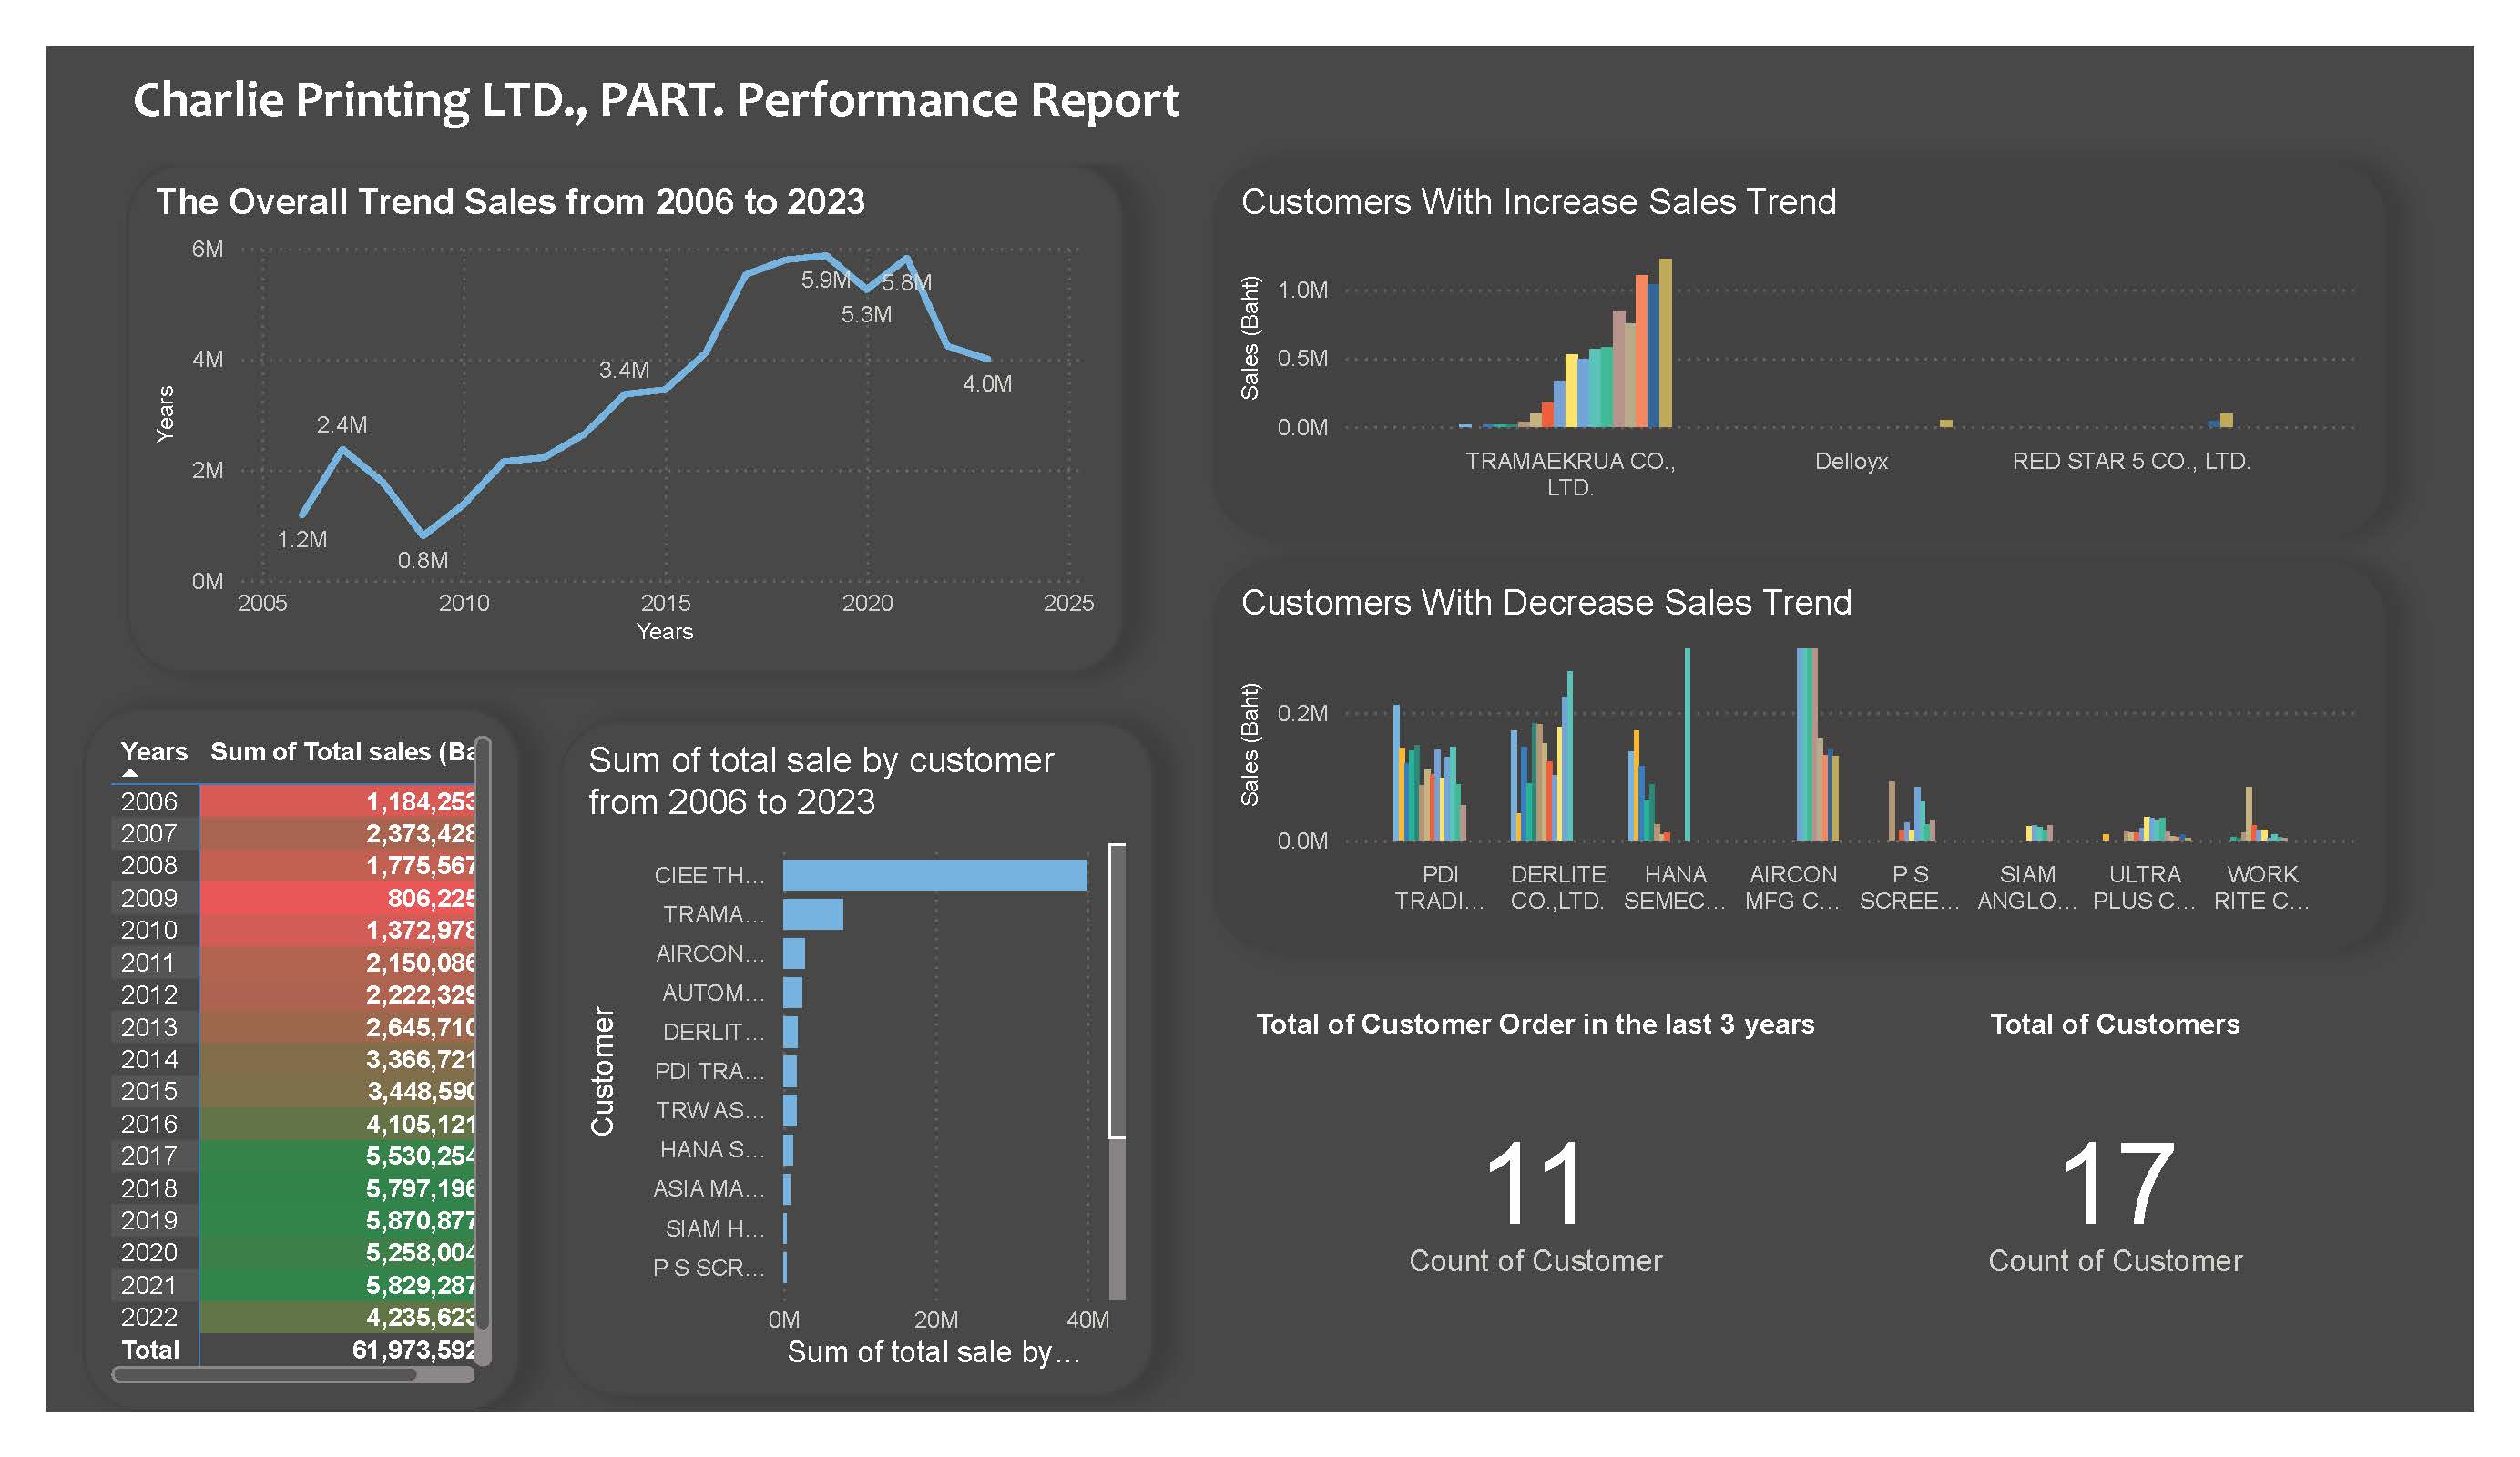 Charlie Printing LTD., PART. Performance Report
The Overall Trend Sales from 2006 to 2023
6M
4M
2M
0M
Years
1.2M
2.4M
0.8M
3.4M
5.9M
5.3M
5.8M
4.0M
2005 2010 2015 2020 2025
Years
Customers With Increase Sales Trend
Sales (Baht)
1.0M
0.5M
0.0M
TRAMAEKRUA CO.,
LTD.
Delloyx
RED STAR 5 CO., LTD.
Customers With Decrease Sales Trend
Sales (Baht)
0.2M
0.0M
PDI
TRADI...
DERLITE
CO.,LTD.
HANA
SEMEC...
AIRCON
MFG C...
P S
SCREE...
SIAM
ANGLO...
ULTRA
PLUS C...
WORK
RITE C...
Years Sum of Total sales (Ba
2006 1,184,253
2007 2,373,428
2008 1,775,567
2009 806,225
2010 1,372,978
2011 2,150,086
2012 2,222,329
2013 2,645,710
2014 3,366,721
2015 3,448,590
2016 4,105,121
2017 5,530,254
2018 5,797,196
2019 5,870,877
2020 5,258,004
2021 5,829,287
2022 4,235,623
Total 61,973,592
Sum of total sale by customer
from 2006 to 2023
Customer
CIEE TH...
TRAMA...
AIRCON...
AUTOM...
DERLIT...
PDI TRA...
TRW AS...
HANA S...
ASIA MA...
SIAM H...
P S SCR...
0M 20M 40M
Sum of total sale by...
Total of Customer Order in the last 3 years
11
Count of Customer
Total of Customers
17
Count of Customer